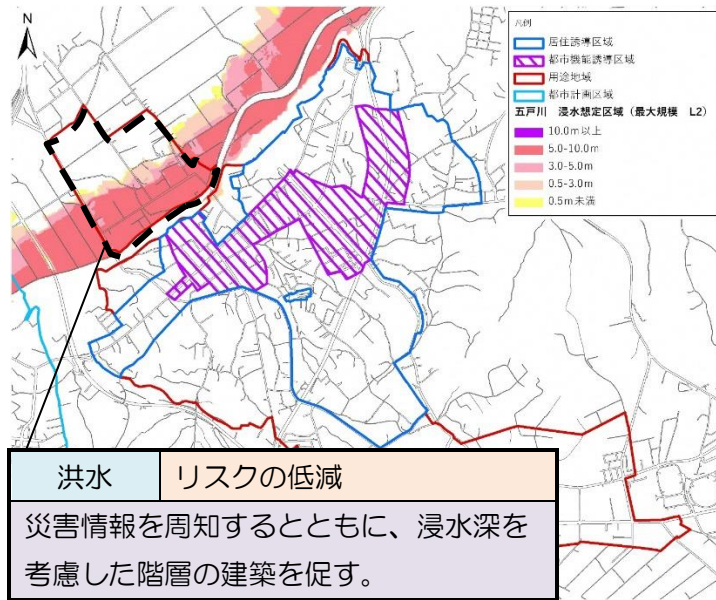 N
凡例
居住誘導区域
都市機能誘導区域
用途地域
都市計画区域
五戸川 浸水想定区域（最大規模 L2）
10.0m以上
5.0-10.0m
3.0-5.0m
0.5-3.0m
0.5m未満
洪水 リスクの低減
災害情報を周知するとともに、浸水深を
考慮した階層の建築を促す。